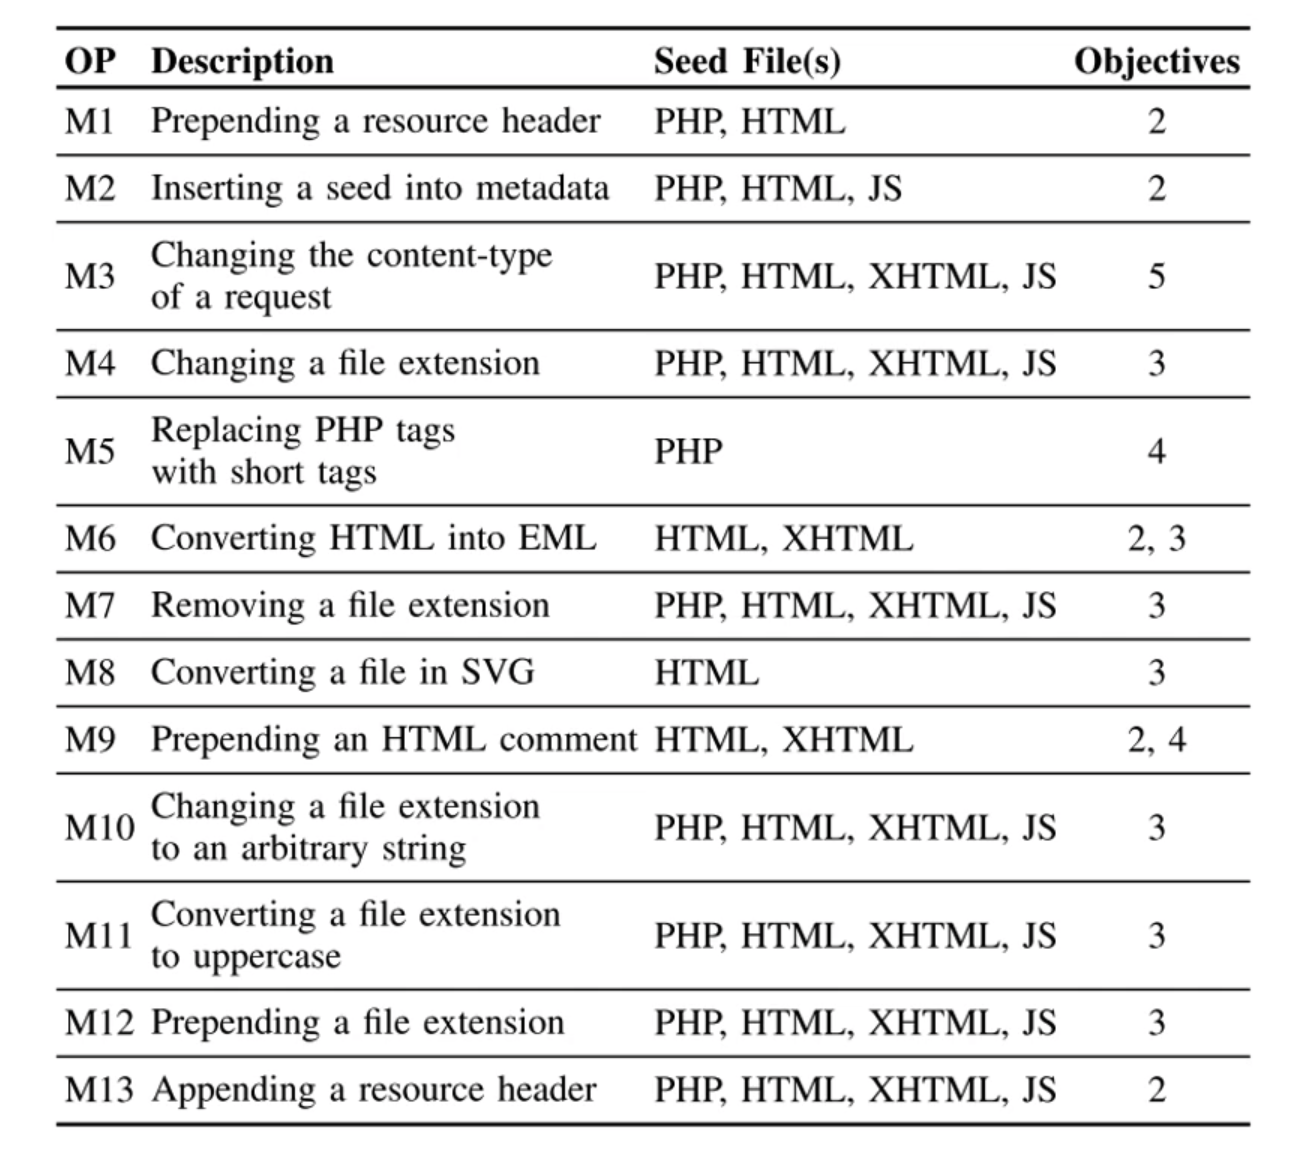 OP Description Seed File(s) Objectives
M1 Prepending a resource header PHP, HTML 2
M2 Inserting a seed into metadata PHP, HTML, JS 2
M3 Changing the content-type
of a request PHP, HTML, XHTML, JS 5
M4 Changing a file extension PHP, HTML, XHTML, JS 3
M5 Replacing PHP tags
with short tags PHP 4
M6 Converting HTML into EML HTML, XHTML 2, 3
M7 Removing a file extension PHP, HTML, XHTML, JS 3
M8 Converting a file in SVG HTML 3
M9 Prepending an HTML comment HTML, XHTML 2, 4
M10 Changing a file extension
to an arbitrary string PHP, HTML, XHTML, JS 3
M11 Converting a file extension
to uppercase PHP, HTML, XHTML, JS 3
M12 Prepending a file extension PHP, HTML, XHTML, JS 3
M13 Appending a resource header PHP, HTML, XHTML, JS 2